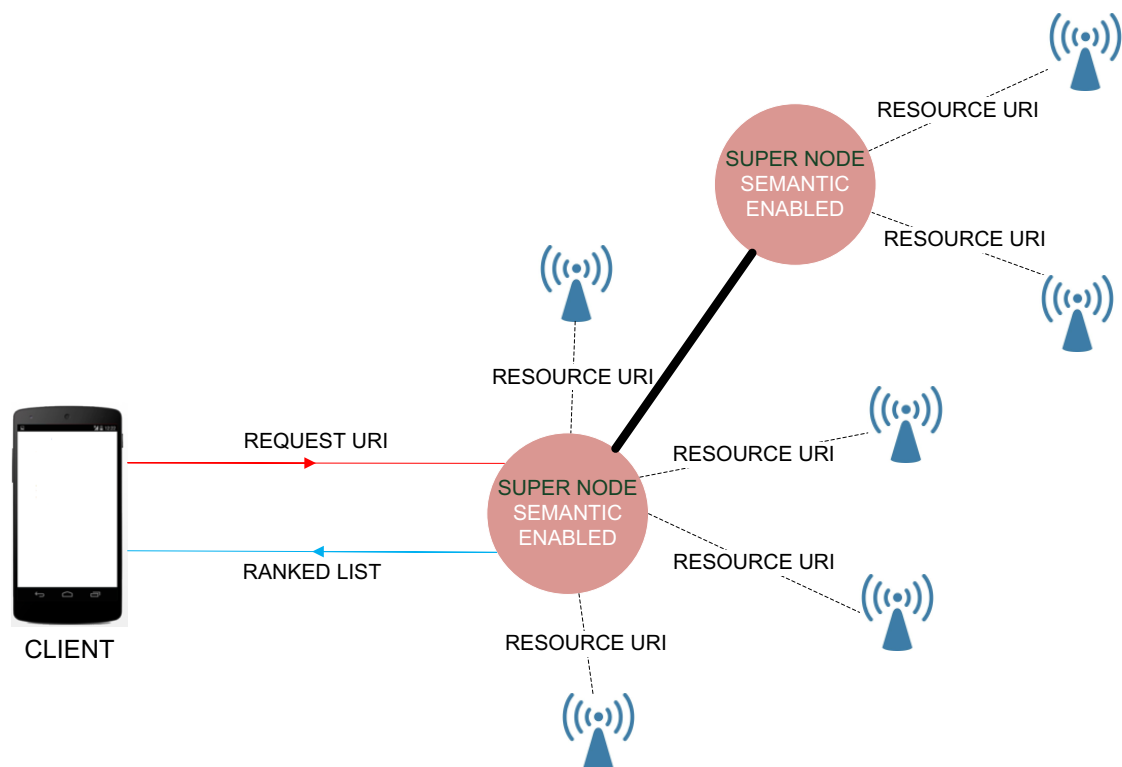 RESOURCE URI
SUPER NODE
SEMANTIC
ENABLED
RESOURCE URI
RESOURCE URI
REQUEST URI
RESOURCE URI
SUPER NODE
SEMANTIC
ENABLED
RESOURCE URI
RANKED LIST
RESOURCE URI
CLIENT